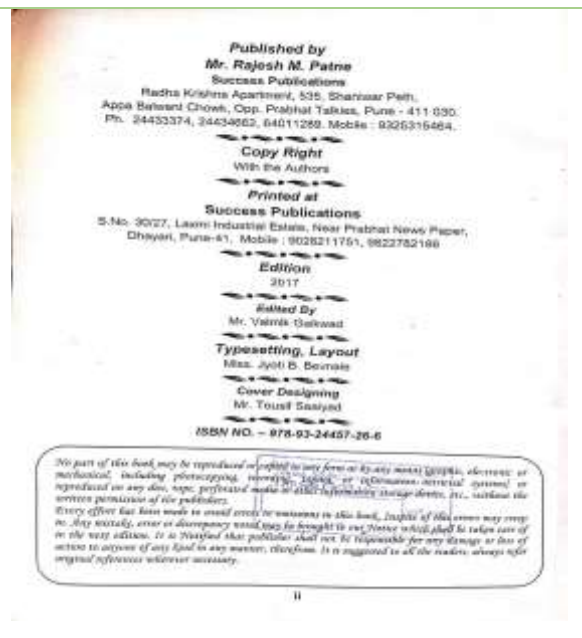 Published by
Mr. Rajesh M. Patne
Success Publications
Radha Krishna Apartment, 535, Shaniwar Peth,
Appa Balwant Chowk, Opp. Prabhat Talkies, Pune - 411 030.
Ph. 24433374, 24434662, 64011289. Mobile : 9325315464.
Copy Right
With the Authors
Printed at
Success Publications
S.No. 30/27, Laxmi Industrial Estate, Near Prabhat News Paper,
Dhayari, Pune-41. Mobile : 9028211751, 9822782188
Edition
2017
Edited By
Mr. Valmik Gaikwad
Typesetting, Layout
Miss. Jyoti B.
Cover Designing
Mr. Tousif Saaiyad
ISBN NO. – 978-93-24457-26-6
No part of this book may be reproduced or copied in any form or by any means (graphic, electronic or
mechanical, including photocopying, recording, taping, or information retrieval systems) or
reproduced on any disc, tape, perforated media or other information storage device, etc., without the
written permission of the publishers.
Every effort has been made to avoid errors or omissions in this book, Inspite of this errors may creep
in. Any mistake, error or discrepancy noted may be brought to our Notice which shall be taken care of
in the next edition. It is Notified that publisher shall not be responsible for any damage or loss of
action to anyone of any kind in any manner, therefrom. It is suggested to all the readers always refer
original references wherever necessary.
ii